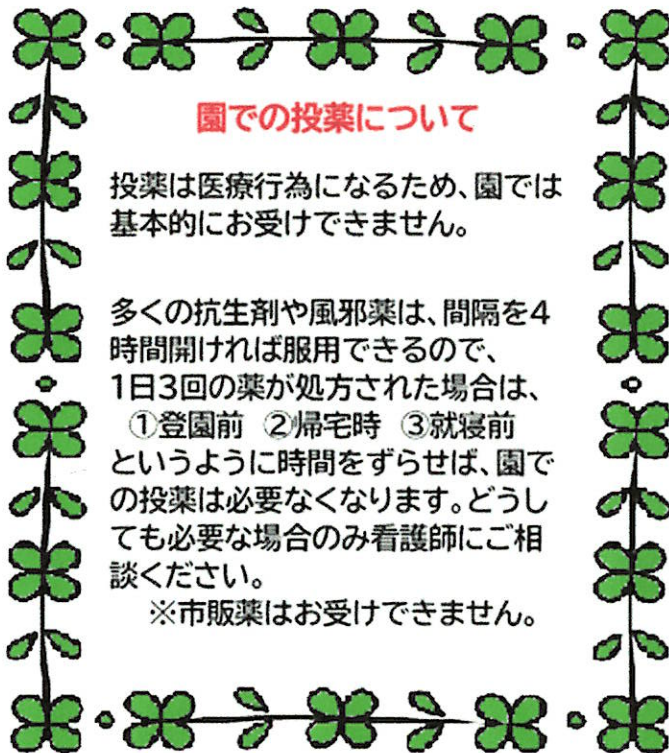 園での投薬について
投薬は医療行為になるため、園では
基本的にお受けできません。
多くの抗生剤や風邪薬は、間隔を4
時間開ければ服用できるので、
1日3回の薬が処方された場合は、
①登園前 ②帰宅時 ③就寝前
というように時間をずらせば、園で
の投薬は必要なくなります。どうし
ても必要な場合のみ看護師にご相
談ください。
※市販薬はお受けできません。